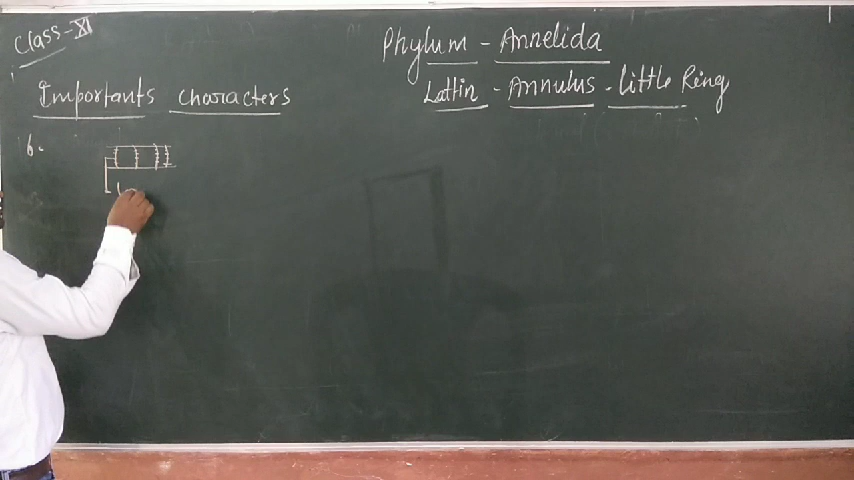 Class-XI
Phylum - Annelida
Lattin - Annulus - little Ring
Importants characters
6.